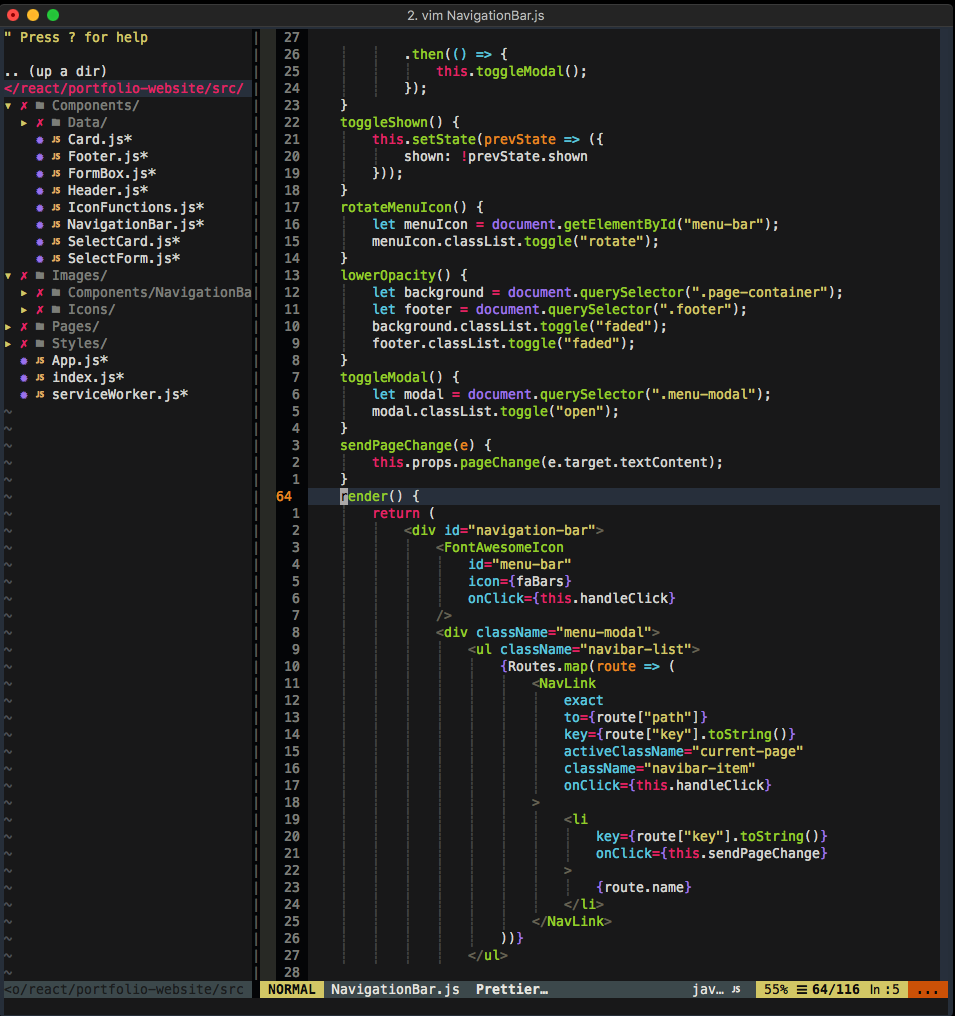 2. vim NavigationBar.js
" Press ? for help
.. (up a dir)
</react/portfolio-website/src/
▾ ✗ Components/
▸ ✗ Data/
JS Card.js*
JS Footer.js*
JS FormBox.js*
JS Header.js*
JS IconFunctions.js*
JS NavigationBar.js*
JS SelectCard.js*
JS SelectForm.js*
▾ ✗ Images/
▸ ✗ Components/NavigationBa
▸ ✗ Icons/
▸ ✗ Pages/
▸ ✗ Styles/
JS App.js*
JS index.js*
JS serviceWorker.js*
<o/react/portfolio-website/src
27
26 .then(() => {
25 this.toggleModal();
24 });
23 }
22 toggleShown() {
21 this.setState(prevState => ({
20 shown: !prevState.shown
19 }));
18 }
17 rotateMenuIcon() {
16 let menuIcon = document.getElementById("menu-bar");
15 menuIcon.classList.toggle("rotate");
14 }
13 lowerOpacity() {
12 let background = document.querySelector(".page-container");
11 let footer = document.querySelector(".footer");
10 background.classList.toggle("faded");
9 footer.classList.toggle("faded");
8 }
7 toggleModal() {
6 let modal = document.querySelector(".menu-modal");
5 modal.classList.toggle("open");
4 }
3 sendPageChange(e) {
2 this.props.pageChange(e.target.textContent);
1 }
64 render() {
1 return (
2 <div id="navigation-bar">
3 <FontAwesomeIcon
4 id="menu-bar"
5 icon={faBars}
6 onClick={this.handleClick}
7 />
8 <div className="menu-modal">
9 <ul className="navibar-list">
10 {Routes.map(route => (
11 <NavLink
12 exact
13 to={route["path"]}
14 key={route["key"].toString()}
15 activeClassName="current-page"
16 className="navibar-item"
17 onClick={this.handleClick}
18 >
19 <li
20 key={route["key"].toString()}
21 onClick={this.sendPageChange}
22 >
23 {route.name}
24 </li>
25 </NavLink>
26 ))}
27 </ul>
28
NORMAL NavigationBar.js Prettier… jav… JS 55% ☰ 64/116 ln :5 ...